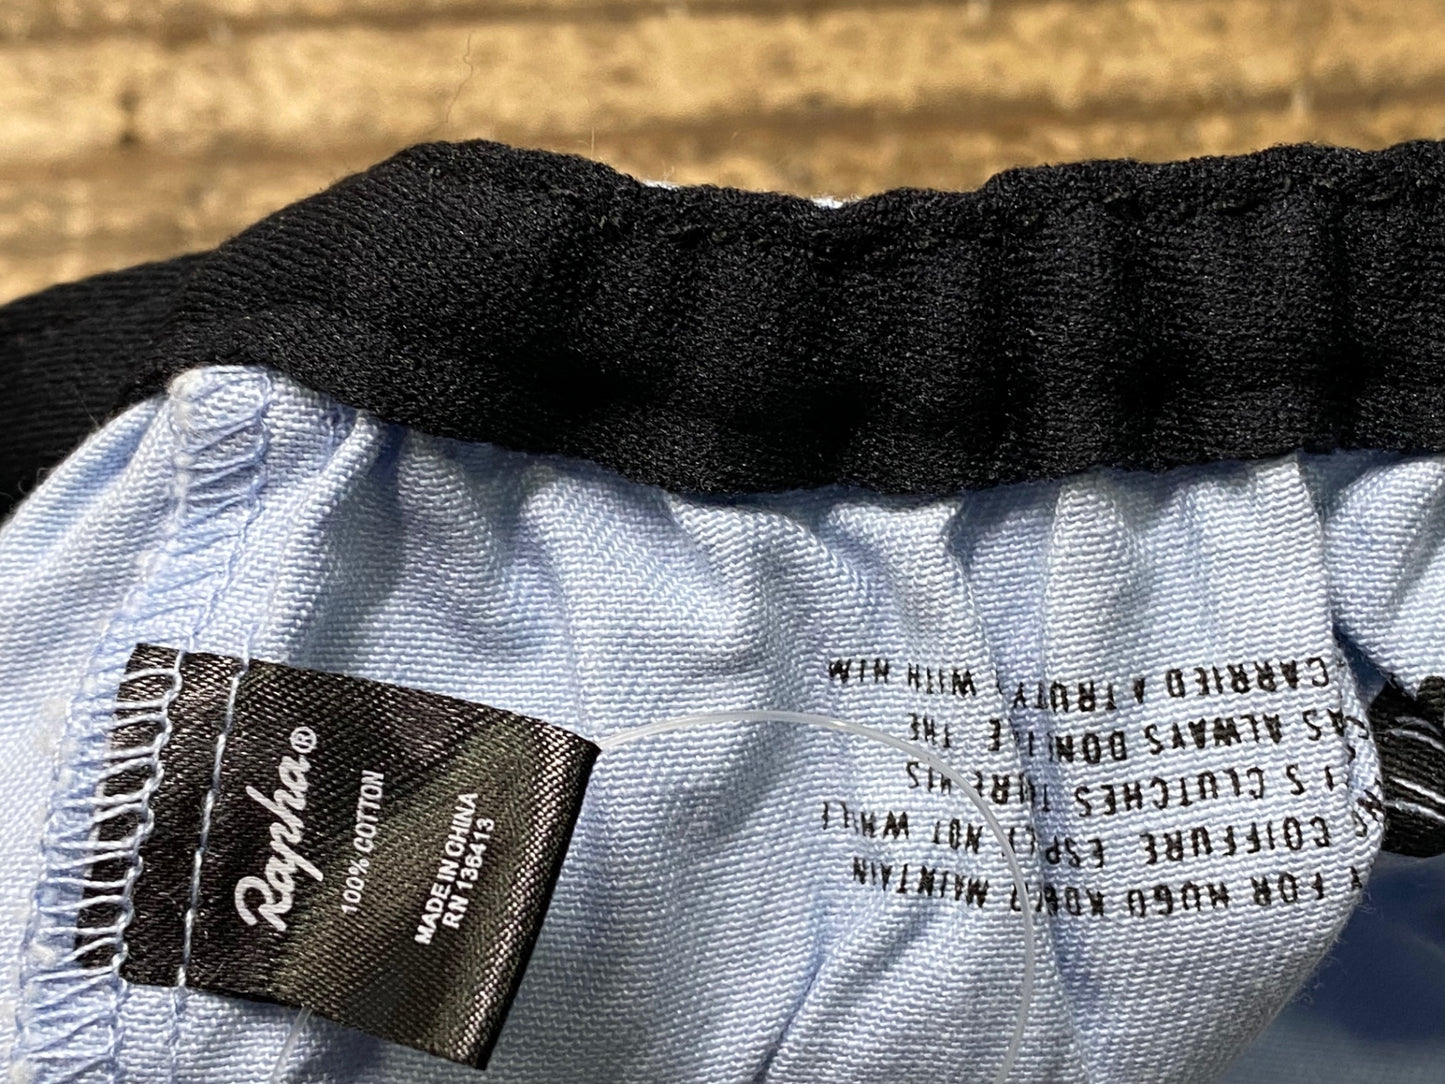 Rapha®
100% COTTON
MADE IN CHINA
RN 136413
FOR HUGO MAINTAIN
COIFFURE NOT WHILE
'S CLUTCHES HIS
ALWAYS THE
CARRIED A WITH HIM